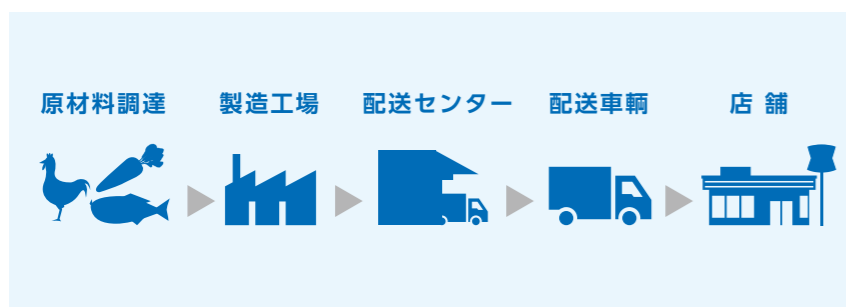 原材料調達
製造工場
配送センター
配送車輌
店 舗